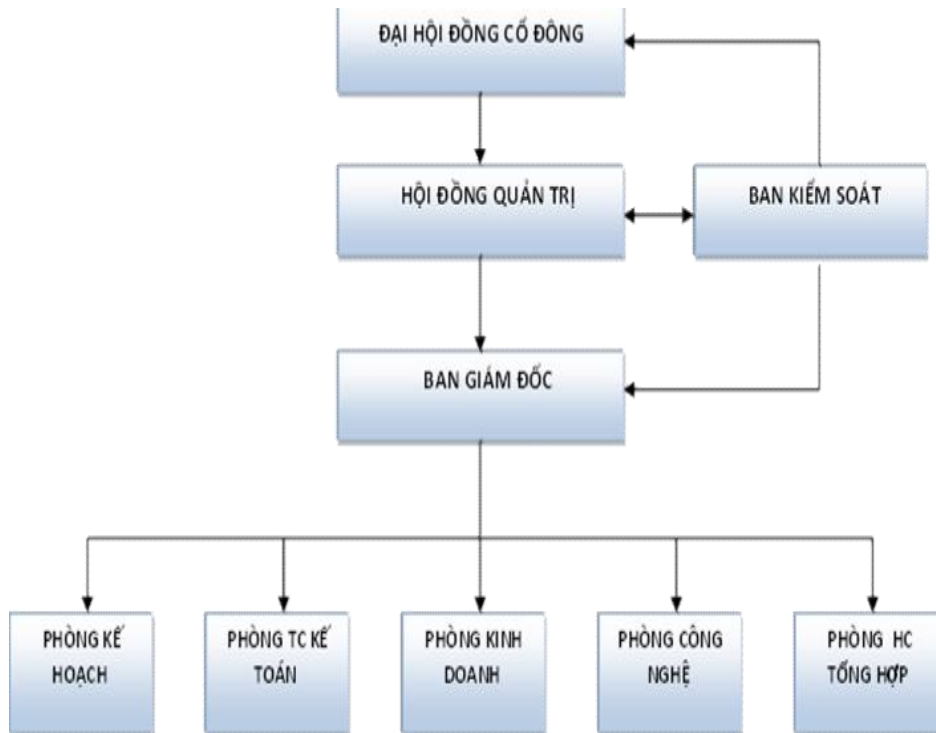 ĐẠI HỘI ĐỒNG CỔ ĐÔNG
HỘI ĐỒNG QUẢN TRỊ
BAN KIỂM SOÁT
BAN GIÁM ĐỐC
PHÒNG KẾ
HOẠCH
PHÒNG TC KẾ
TOÁN
PHÒNG KINH
DOANH
PHÒNG CÔNG
NGHỆ
PHÒNG HC
TỔNG HỢP